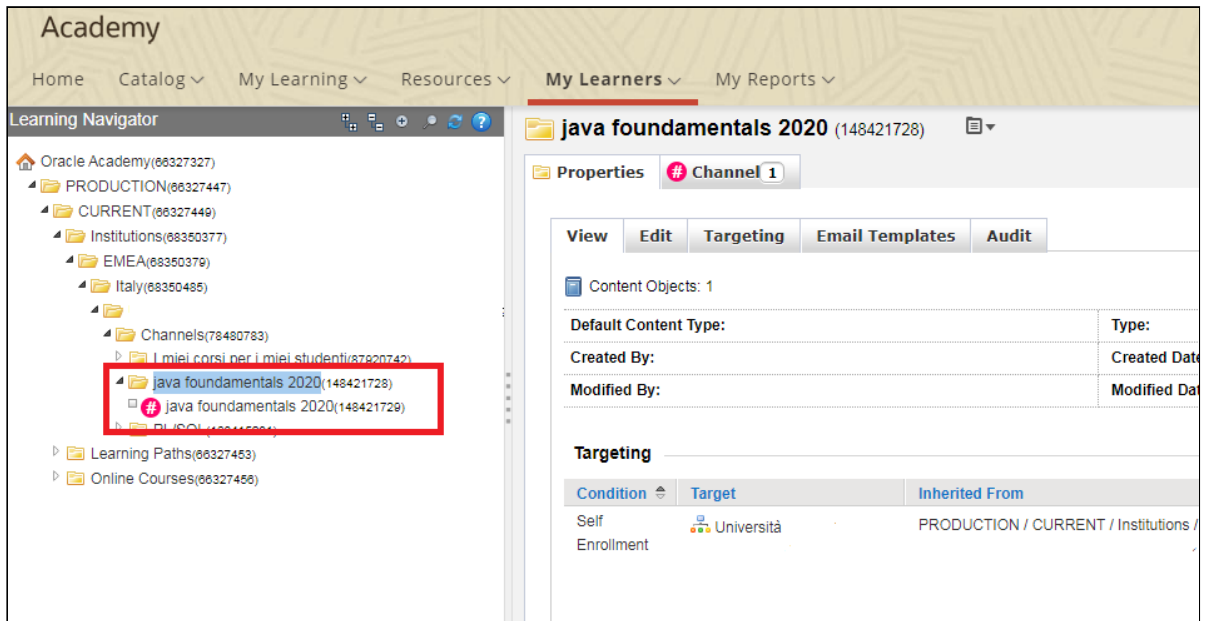 Academy
Home Catalog My Learning Resources My Learners My Reports
Learning Navigator
Oracle Academy(66327327)
PRODUCTION(66327447)
CURRENT(66327449)
Institutions(68350377)
EMEA(68350379)
Italy(68350485)
Channels(78480783)
I miei corsi per i miei studenti(87920742)
java foundamentals 2020(148421728)
# java foundamentals 2020(148421729)
PL/SQL
Learning Paths(66327453)
Online Courses(66327456)
java foundamentals 2020 (148421728)
Properties # Channel 1
View Edit Targeting Email Templates Audit
Content Objects: 1
Default Content Type: Type:
Created By: Created Date
Modified By: Modified Dat
Targeting
Condition Target Inherited From
Self Università PRODUCTION / CURRENT / Institutions /
Enrollment